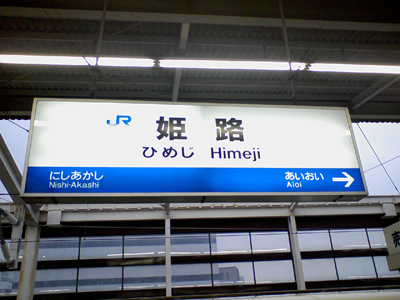 JR 姫路
ひめじ Himeji
にしあかし あいおい →
Nishi-Akashi Aioi